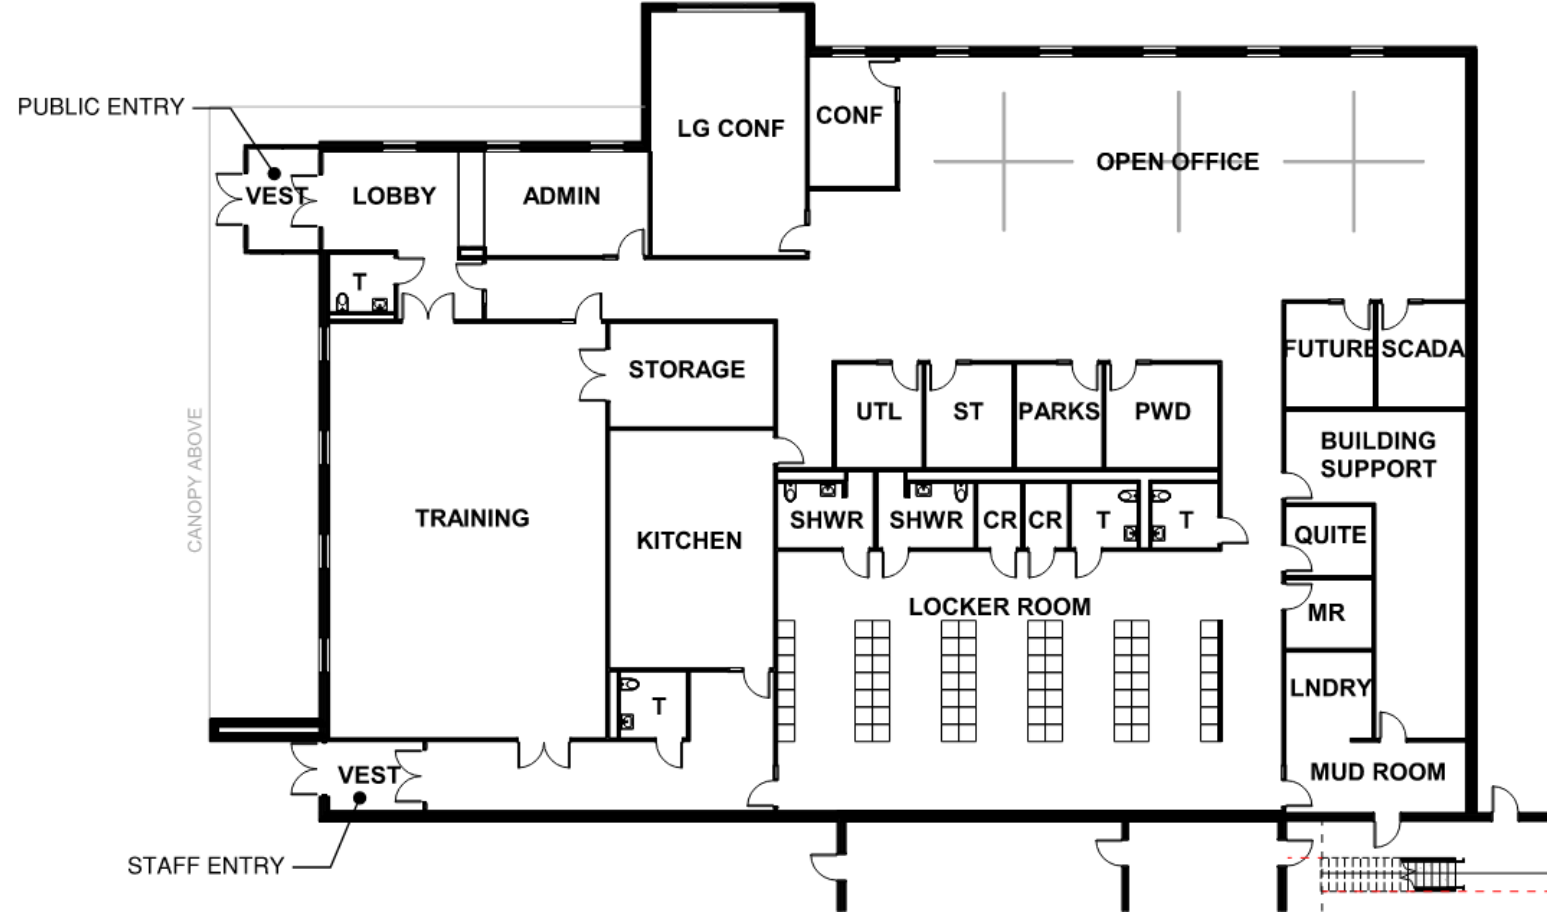 PUBLIC ENTRY
LG CONF
CONF
OPEN OFFICE
VEST
LOBBY
ADMIN
T
FUTURE
SCADA
STORAGE
UTL
ST
PARKS
PWD
CANOPY ABOVE
BUILDING
SUPPORT
TRAINING
KITCHEN
SHWR
SHWR
CR
CR
T
T
QUITE
LOCKER ROOM
MR
T
LNDRY
VEST
MUD ROOM
STAFF ENTRY